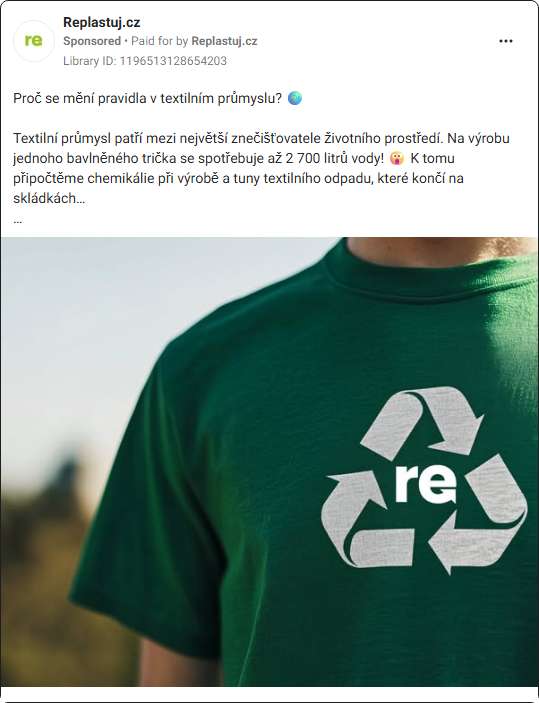 Replastuj.cz
Sponsored • Paid for by Replastuj.cz
Library ID: 1196513128654203
Proč se mění pravidla v textilním průmyslu? 🌍
Textilní průmysl patří mezi největší znečišťovatele životního prostředí. Na výrobu
jednoho bavlněného trička se spotřebuje až 2 700 litrů vody! 😱 K tomu
připočtěme chemikálie při výrobě a tuny textilního odpadu, které končí na
skládkách…
...
re